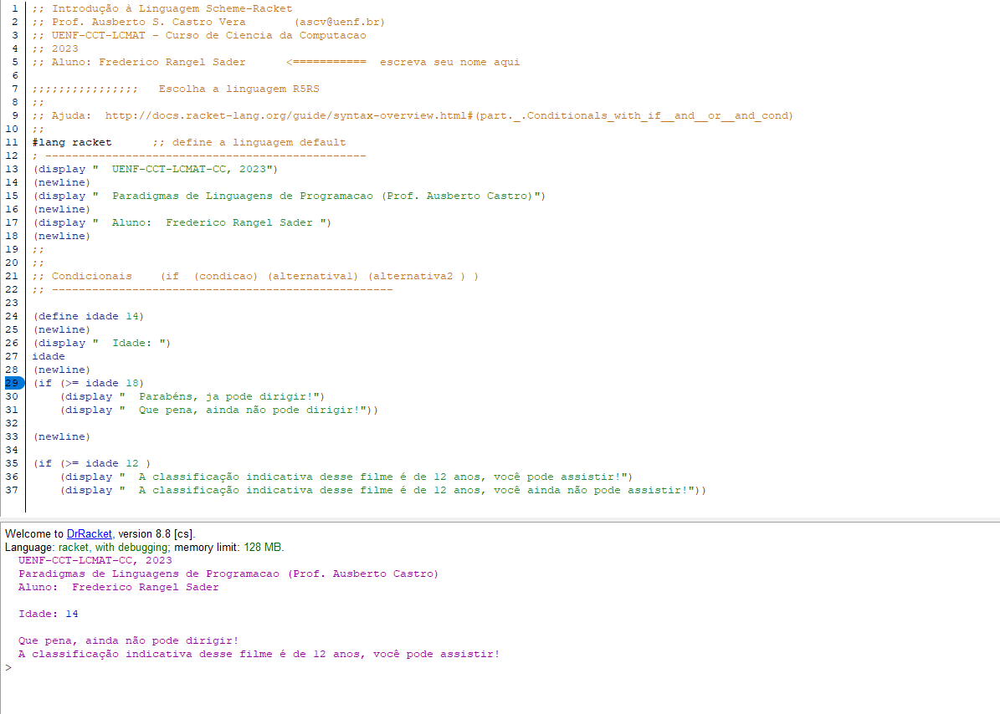 1 ;; Introdução à Linguagem Scheme-Racket
2 ;; Prof. Ausberto S. Castro Vera       (ascv@uenf.br)
3 ;; UENF-CCT-LCMAT - Curso de Ciencia da Computacao
4 ;; 2023
5 ;; Aluno: Frederico Rangel Sader      <===========  escreva seu nome aqui
6
7 ;;;;;;;;;;;;;;;;   Escolha a linguagem R5RS
8 ;;
9 ;; Ajuda:  http://docs.racket-lang.org/guide/syntax-overview.html#(part._.Conditionals_with_if__and__or__and_cond)
10 ;;
11 #lang racket      ;; define a linguagem default
12 ; ------------------------------------------------
13 (display "  UENF-CCT-LCMAT-CC, 2023")
14 (newline)
15 (display "  Paradigmas de Linguagens de Programacao (Prof. Ausberto Castro)")
16 (newline)
17 (display "  Aluno:  Frederico Rangel Sader ")
18 (newline)
19 ;;
20 ;;
21 ;; Condicionais    (if  (condicao) (alternativa1) (alternativa2 ) )
22 ;; ---------------------------------------------------
23
24 (define idade 14)
25 (newline)
26 (display "  Idade: ")
27 idade
28 (newline)
29 (if (>= idade 18)
30     (display "  Parabéns, ja pode dirigir!")
31     (display "  Que pena, ainda não pode dirigir!"))
32
33 (newline)
34
35 (if (>= idade 12 )
36     (display "  A classificação indicativa desse filme é de 12 anos, você pode assistir!")
37     (display "  A classificação indicativa desse filme é de 12 anos, você ainda não pode assistir!"))
Welcome to DrRacket, version 8.8 [cs].
Language: racket, with debugging; memory limit: 128 MB.
  UENF-CCT-LCMAT-CC, 2023
  Paradigmas de Linguagens de Programacao (Prof. Ausberto Castro)
  Aluno:  Frederico Rangel Sader
  Idade: 14
  Que pena, ainda não pode dirigir!
  A classificação indicativa desse filme é de 12 anos, você pode assistir!
>